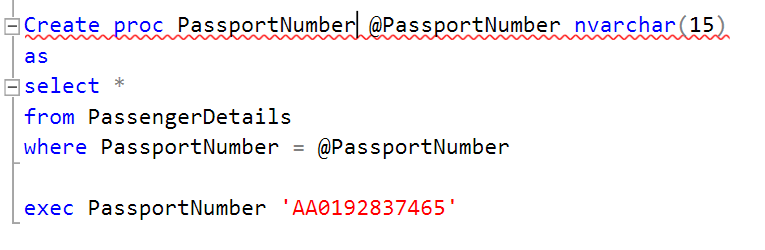 Create proc PassportNumber @PassportNumber nvarchar(15)
as
select *
from PassengerDetails
where PassportNumber = @PassportNumber
exec PassportNumber 'AA0192837465'